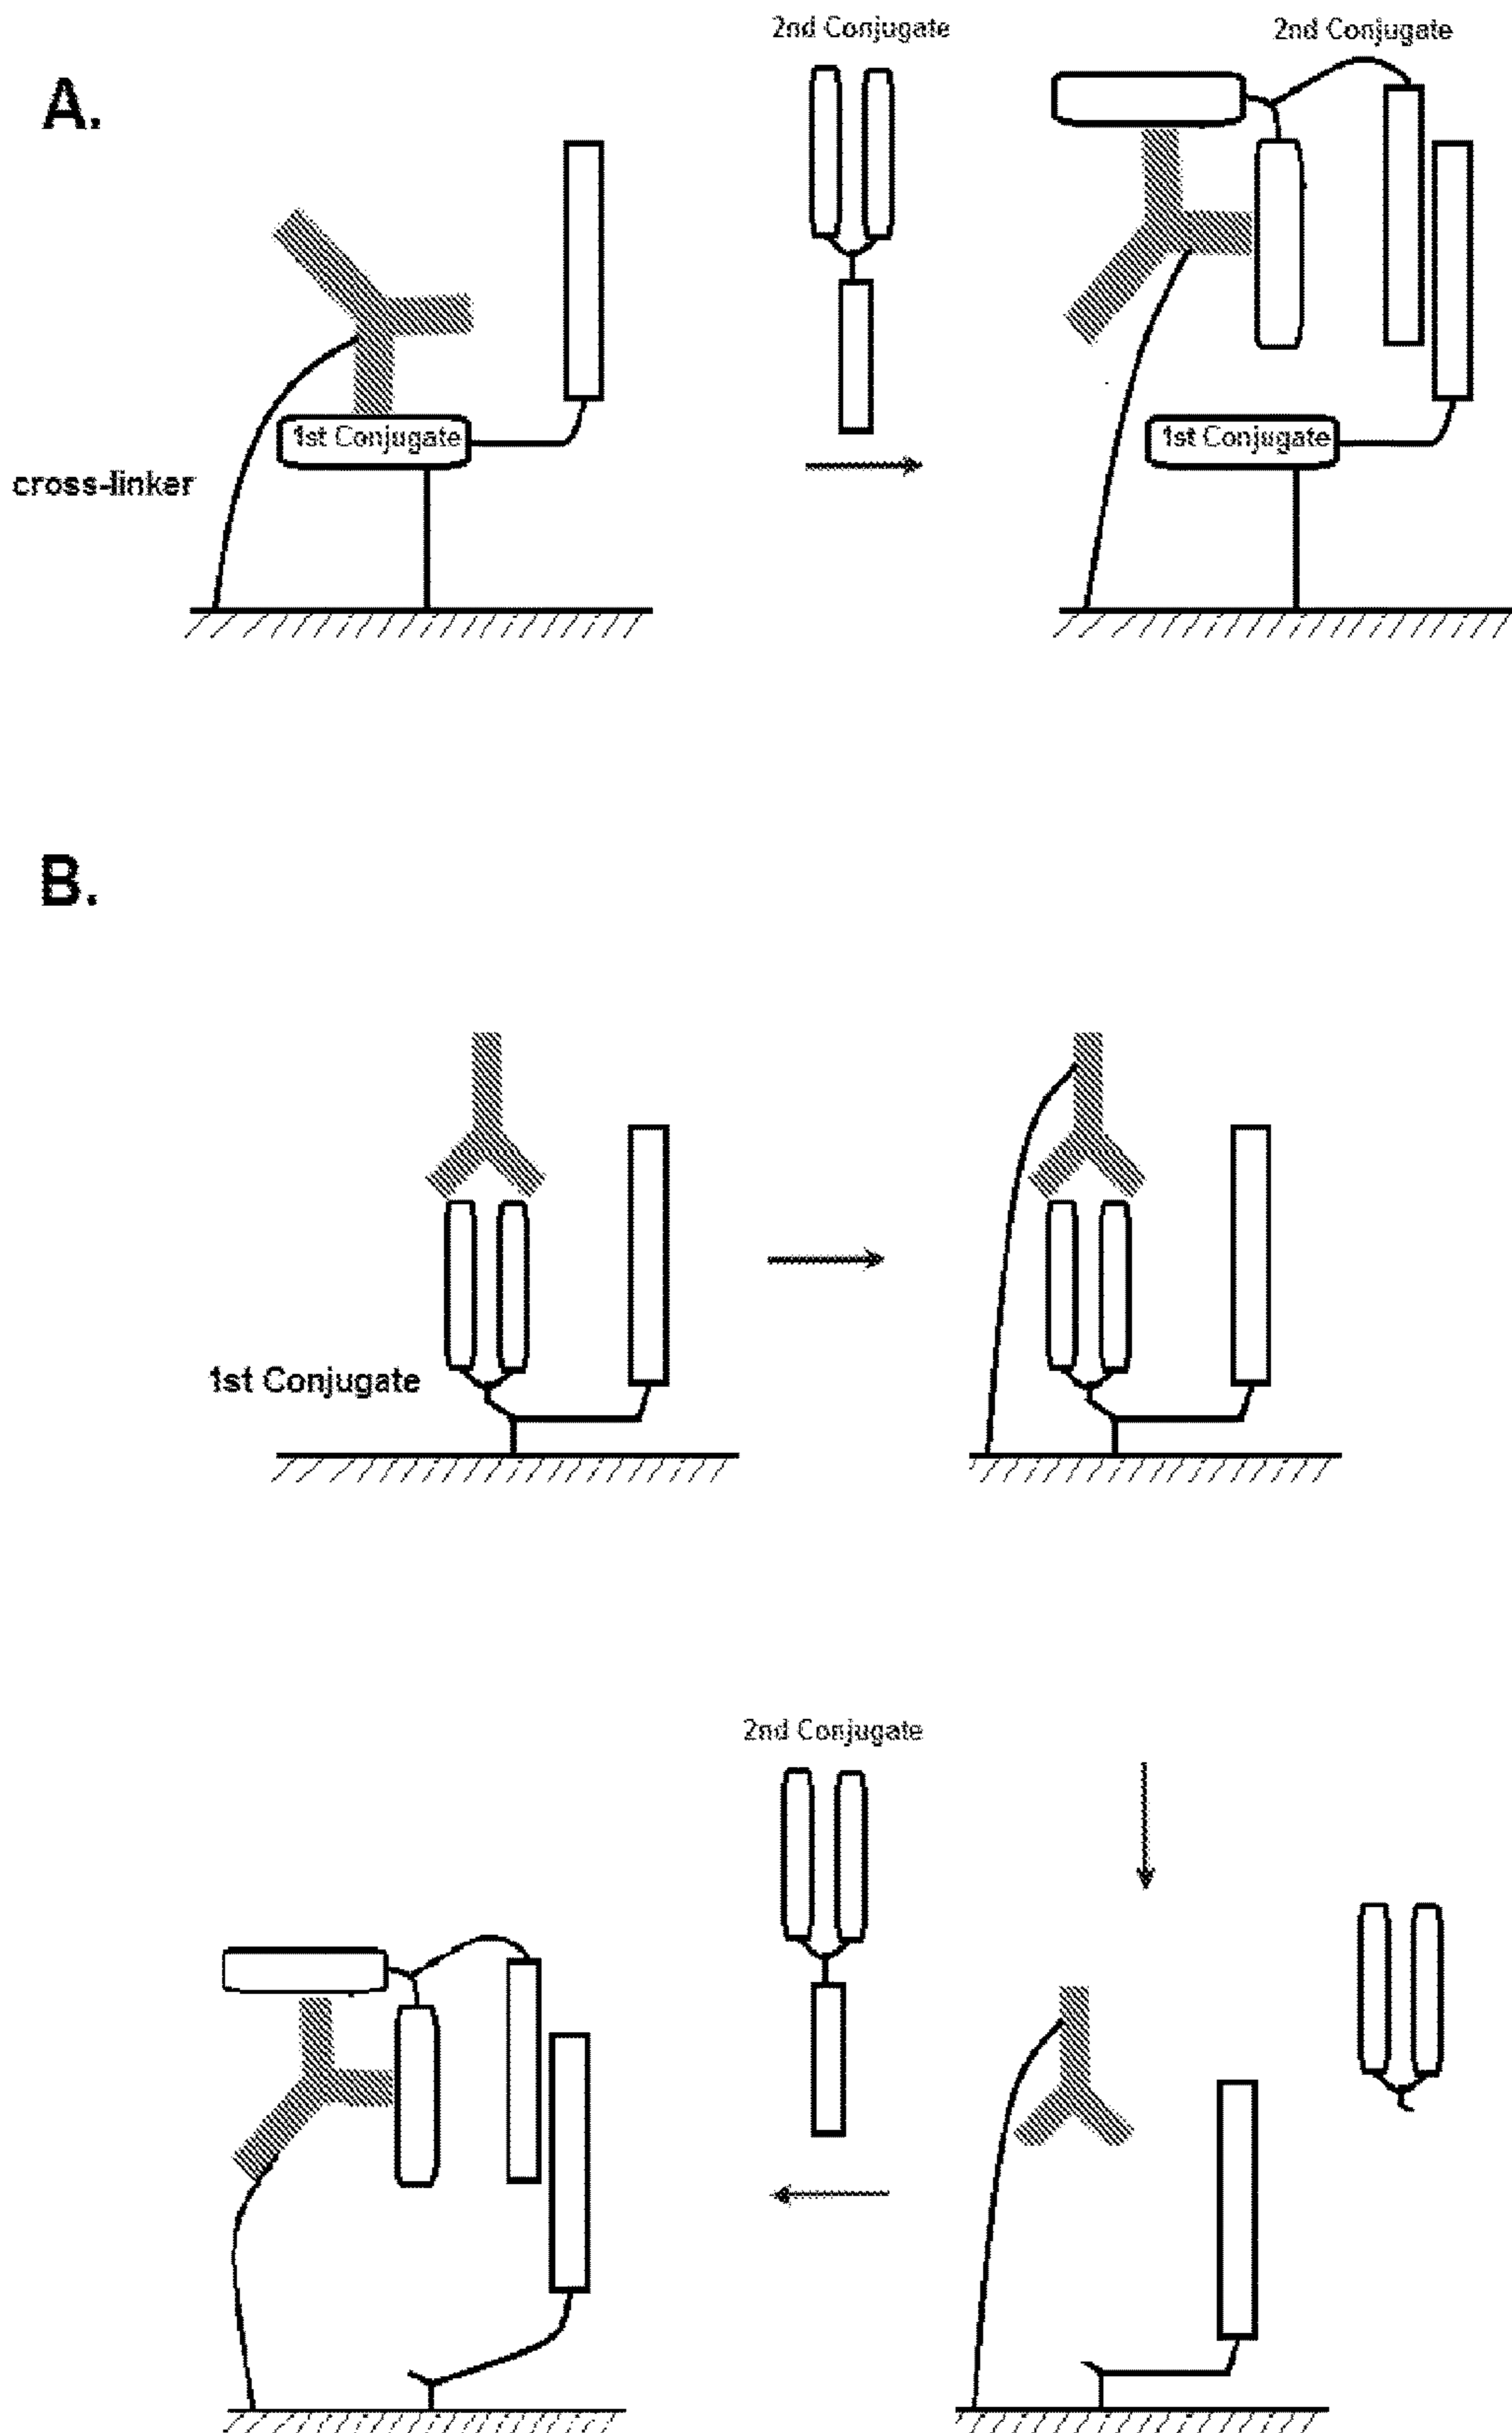 2nd Conjugate
2nd Conjugate
A.
1st Conjugate
1st Conjugate
cross-linker
B.
1st Conjugate
2nd Conjugate